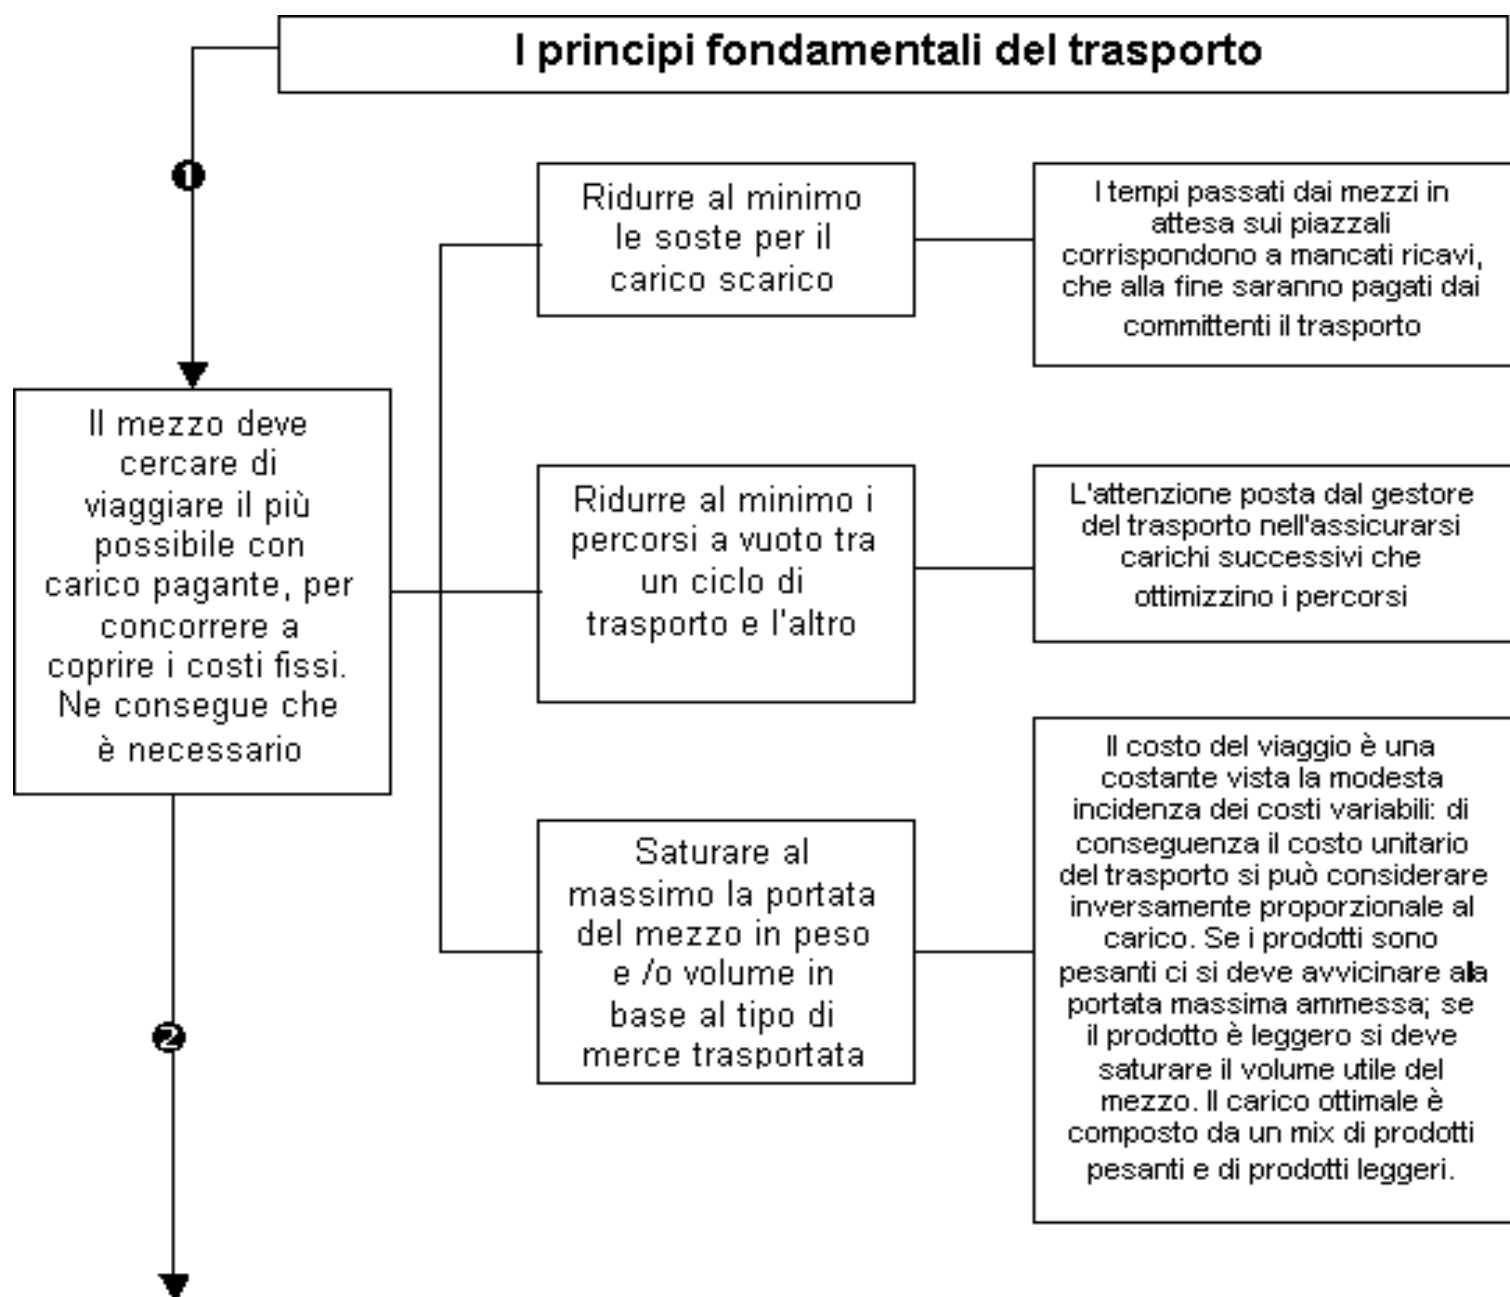 I principi fondamentali del trasporto
1
Ridurre al minimo
le soste per il
carico scarico
I tempi passati dai mezzi in
attesa sui piazzali
corrispondono a mancati ricavi,
che alla fine saranno pagati dai
committenti il trasporto
Il mezzo deve
cercare di
viaggiare il più
possibile con
carico pagante, per
concorrere a
coprire i costi fissi.
Ne consegue che
è necessario
Ridurre al minimo i
percorsi a vuoto tra
un ciclo di
trasporto e l'altro
L'attenzione posta dal gestore
del trasporto nell'assicurarsi
carichi successivi che
ottimizzino i percorsi
Saturare al
massimo la portata
del mezzo in peso
e /o volume in
base al tipo di
merce trasportata
Il costo del viaggio è una
costante vista la modesta
incidenza dei costi variabili: di
conseguenza il costo unitario
del trasporto si può considerare
inversamente proporzionale al
carico. Se i prodotti sono
pesanti ci si deve avvicinare alla
portata massima ammessa; se
il prodotto è leggero si deve
saturare il volume utile del
mezzo. Il carico ottimale è
composto da un mix di prodotti
pesanti e di prodotti leggeri.
2